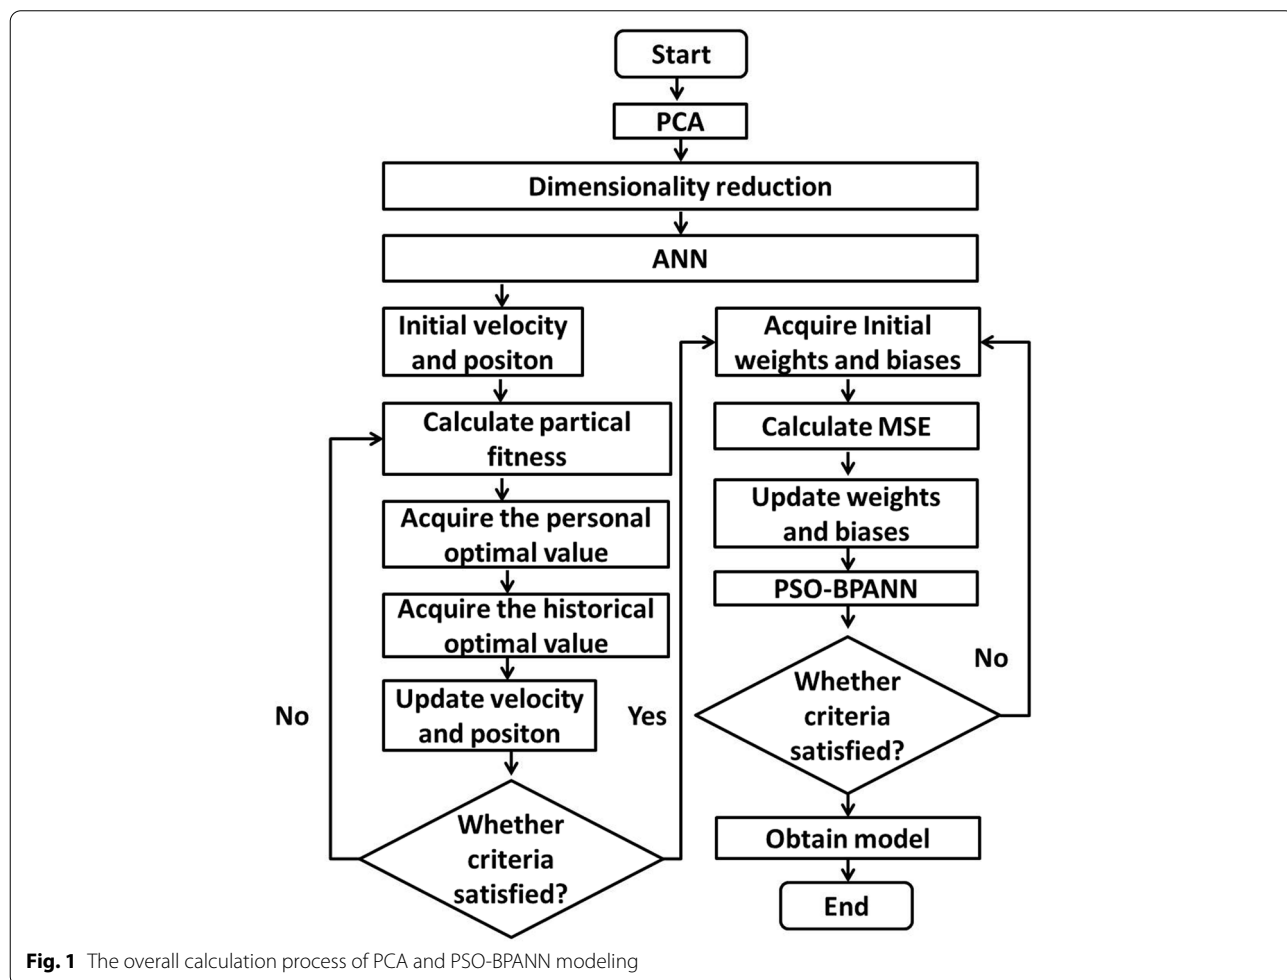 Start
PCA
Dimensionality reduction
ANN
Initial velocity
and positon
Calculate partical
fitness
Acquire the personal
optimal value
Acquire the historical
optimal value
Update velocity
and positon
No
Whether
criteria
satisfied?
Yes
Acquire Initial
weights and biases
Calculate MSE
Update weights
and biases
PSO-BPANN
Whether
criteria
satisfied?
No
Obtain model
End
Fig. 1 The overall calculation process of PCA and PSO-BPANN modeling